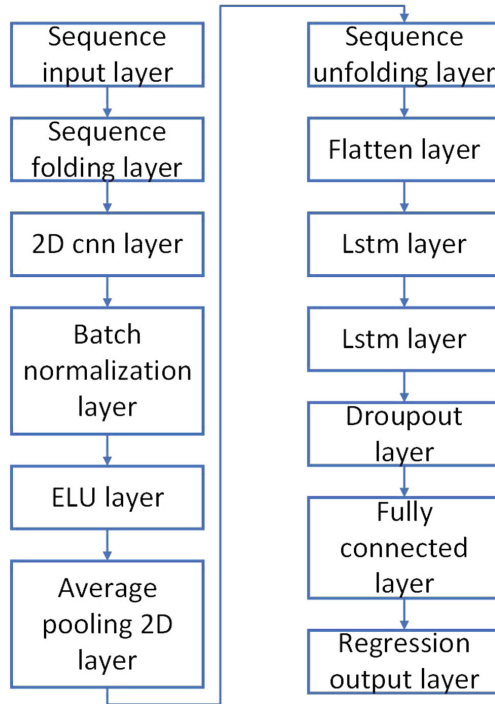 Sequence
input layer
Sequence
folding layer
2D cnn layer
Batch
normalization
layer
ELU layer
Average
pooling 2D
layer
Sequence
unfolding layer
Flatten layer
Lstm layer
Lstm layer
Droupout
layer
Fully
connected
layer
Regression
output layer